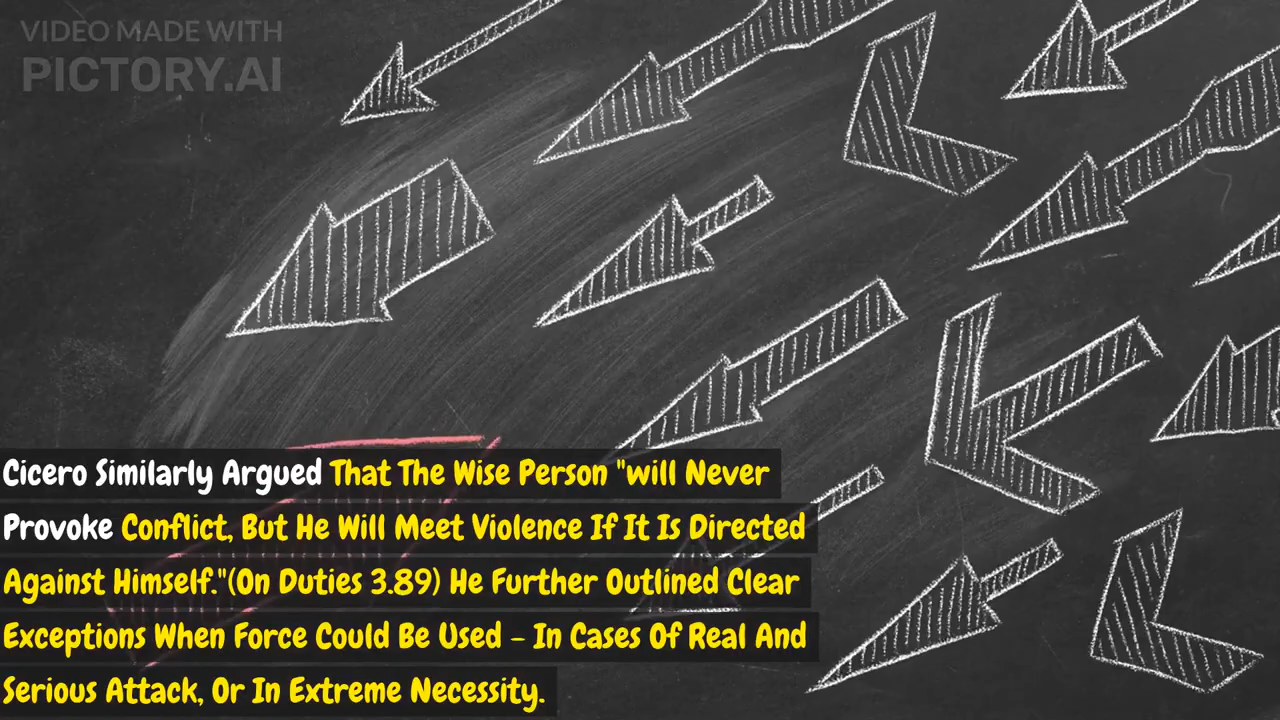 VIDEO MADE WITH
PICTORY.AI
Cicero Similarly Argued That The Wise Person "will Never
Provoke Conflict, But He Will Meet Violence If It Is Directed
Against Himself."(On Duties 3.89) He Further Outlined Clear
Exceptions When Force Could Be Used – In Cases Of Real And
Serious Attack, Or In Extreme Necessity.